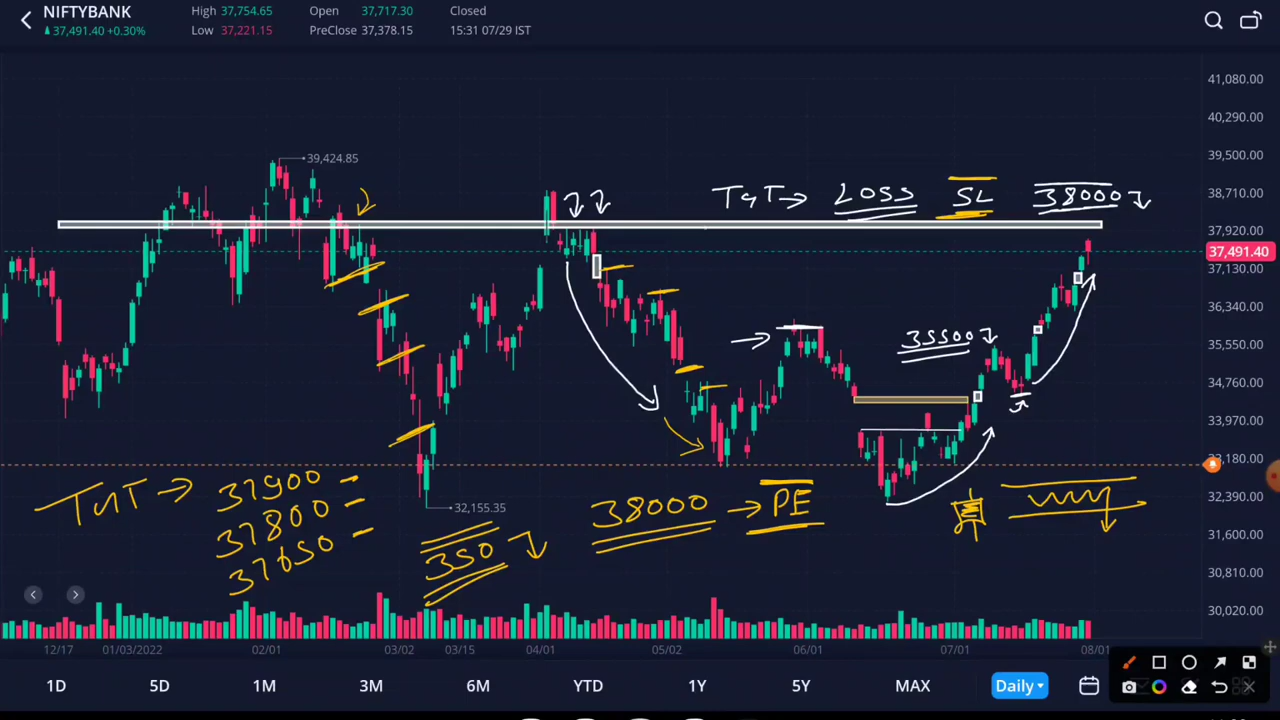 NIFTYBANK
37,491.40 +0.30%
High 37,754.65
Low 37,221.15
Open 37,717.30
PreClose 37,378.15
Closed
15:31 07/29 IST
41,080.00
40,290.00
39,500.00
39,424.85
38,710.00
TGT → LOSS SL 38000
37,920.00
37,491.40
37,130.00
36,340.00
35500
35,550.00
34,760.00
33,970.00
33,180.00
32,390.00
TGT → 37900
37800
37650
32,155.35
350
38000 → PE
31,600.00
30,810.00
30,020.00
12/17 01/03/2022 02/01 03/02 03/15 04/01 05/02 06/01 07/01 08/01
1D 5D 1M 3M 6M YTD 1Y 5Y MAX Daily